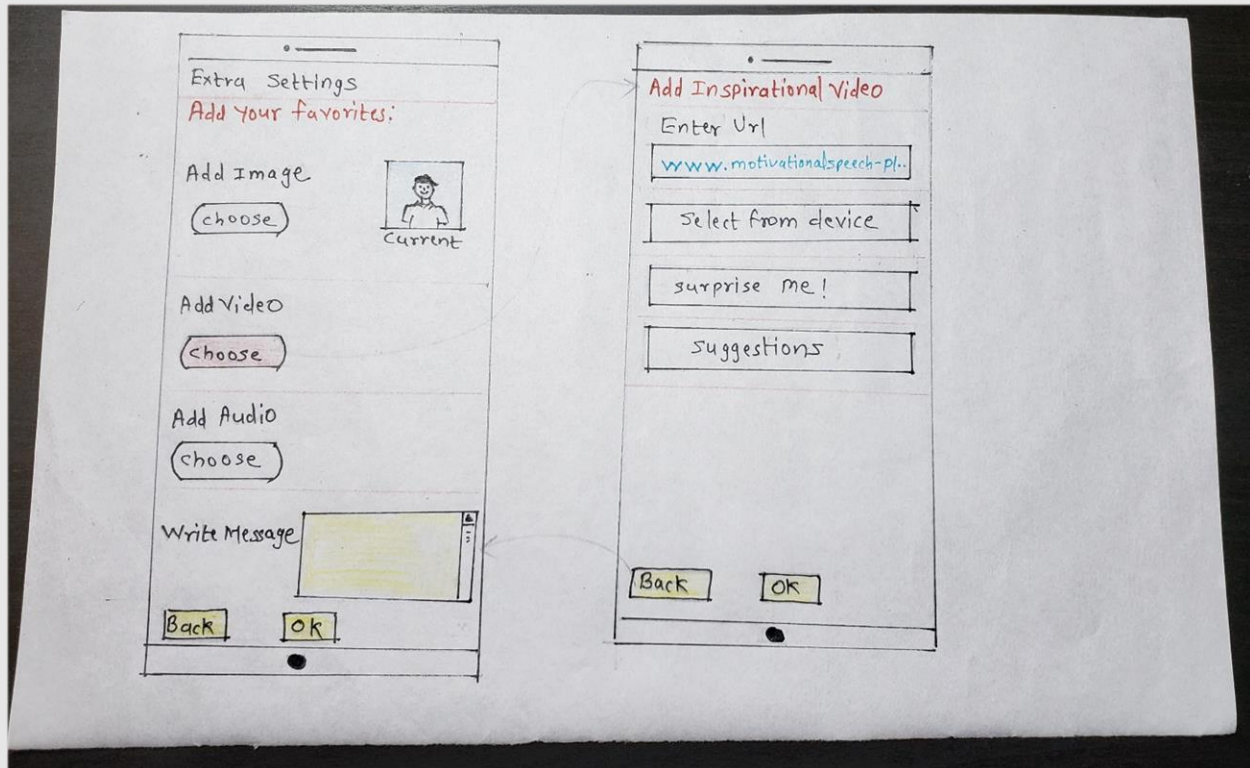 Extra Settings
Add your favorites:
Add Image
choose
Current
Add Video
choose
Add Audio
choose
Write Message
Back
OK
Add Inspirational Video
Enter Url
www.motivationalspeech-pl..
Select from device
surprise me!
suggestions
Back
OK